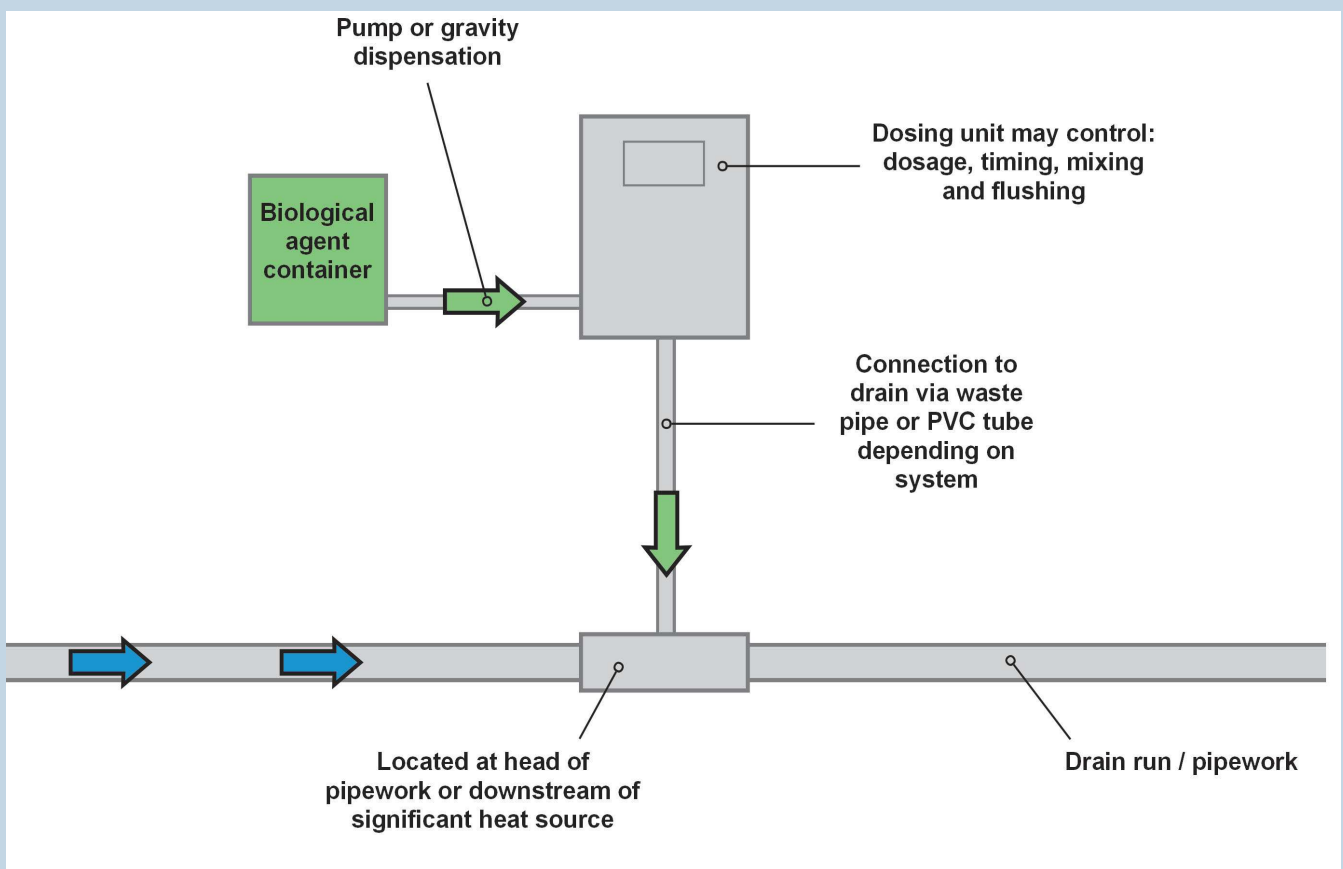 Pump or gravity
dispensation
Dosing unit may control:
dosage, timing, mixing
and flushing
Biological
agent
container
Connection to
drain via waste
pipe or PVC tube
depending on
system
Located at head of
pipework or downstream of
significant heat source
Drain run / pipework